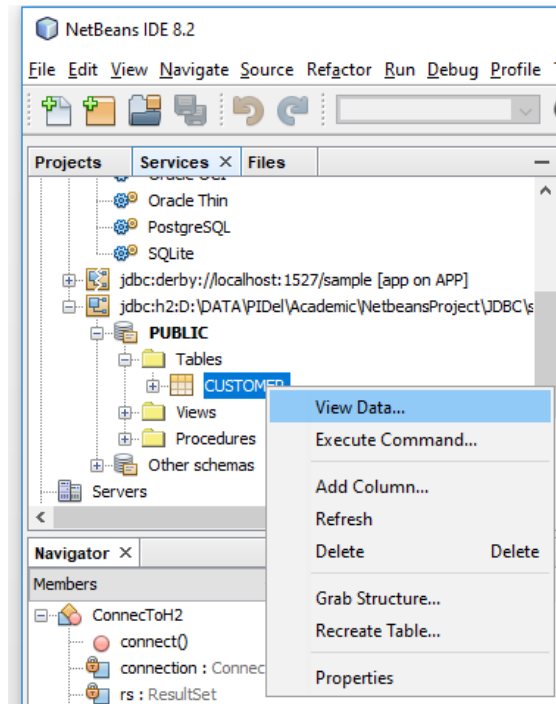 NetBeans IDE 8.2
File Edit View Navigate Source Refactor Run Debug Profile
Projects Services × Files
Oracle OCI
Oracle Thin
PostgreSQL
SQLite
jdbc:derby://localhost:1527/sample [app on APP]
jdbc:h2:D:\DATA\PIDel\Academic\NetbeansProject\JDBC\s
PUBLIC
Tables
CUSTOMER
View Data...
Views
Execute Command...
Procedures
Other schemas
Add Column...
Servers
Refresh
Delete Delete
Navigator ×
Members
Grab Structure...
ConnecToH2
Recreate Table...
connect()
connection : Connec
Properties
rs : ResultSet